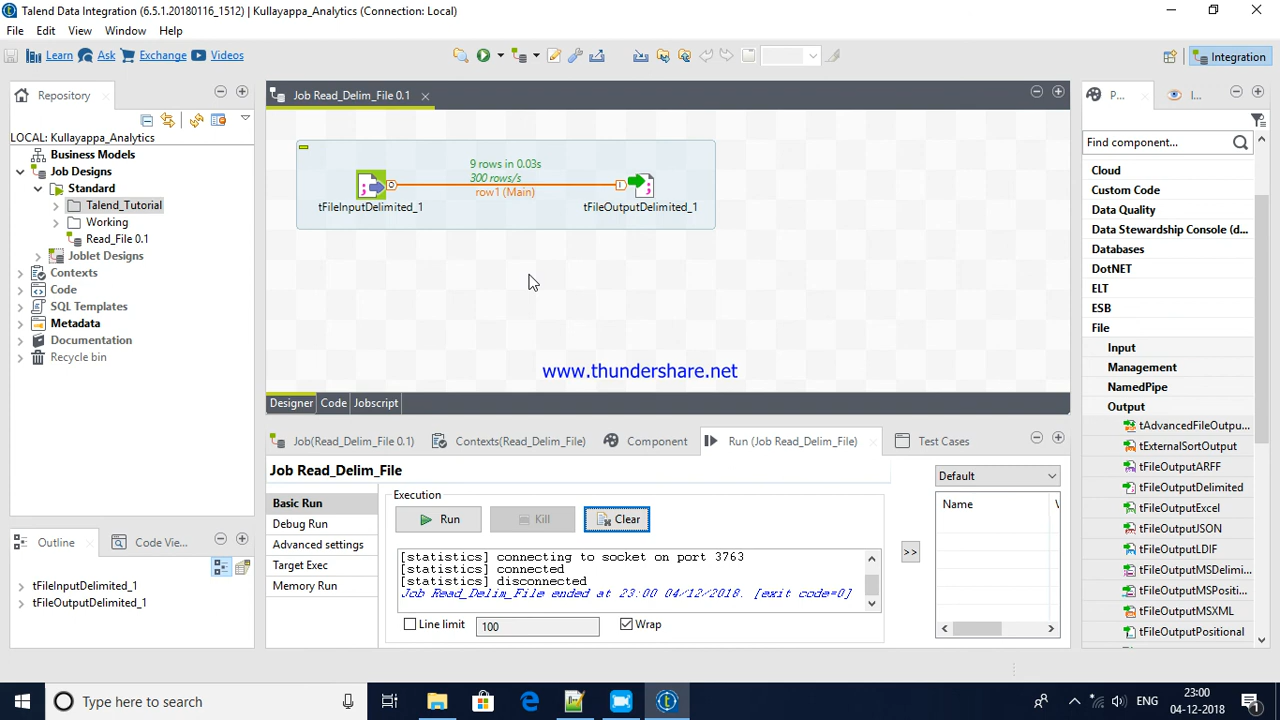 Talend Data Integration (6.5.1.20180116_1512) | Kullayappa_Analytics (Connection: Local)
File Edit View Window Help
Learn Ask Exchange Videos
Integration
Repository
LOCAL: Kullayappa_Analytics
Business Models
Job Designs
Standard
Talend_Tutorial
Working
Read_File 0.1
Joblet Designs
Contexts
Code
SQL Templates
Metadata
Documentation
Recycle bin
Outline
Code Vie...
tFileInputDelimited_1
tFileOutputDelimited_1
Job Read_Delim_File 0.1
9 rows in 0.03s
300 rows/s
row1 (Main)
tFileInputDelimited_1
tFileOutputDelimited_1
www.thundershare.net
Designer Code Jobscript
Job(Read_Delim_File 0.1) Contexts(Read_Delim_File) Component Run (Job Read_Delim_File) Test Cases
Job Read_Delim_File
Basic Run
Debug Run
Advanced settings
Target Exec
Memory Run
Execution
Run Kill Clear
[statistics] connecting to socket on port 3763
[statistics] connected
[statistics] disconnected
Job Read_Delim_File ended at 23:00 04/12/2018. [exit code=0]
Line limit 100 Wrap
>>
Default
Name V
P... I...
Find component...
Cloud
Custom Code
Data Quality
Data Stewardship Console (d...
Databases
DotNET
ELT
ESB
File
Input
Management
NamedPipe
Output
tAdvancedFileOutpu...
tExternalSortOutput
tFileOutputARFF
tFileOutputDelimited
tFileOutputExcel
tFileOutputJSON
tFileOutputLDIF
tFileOutputMSDelimi...
tFileOutputMSPositi...
tFileOutputMSXML
tFileOutputPositional
Type here to search
ENG
23:00
04-12-2018
1